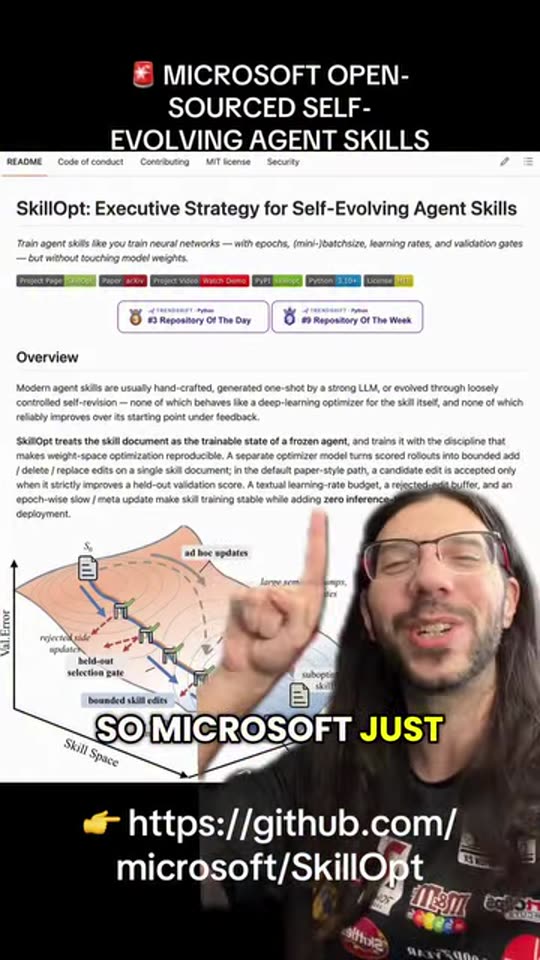 🚨 MICROSOFT OPEN-
SOURCED SELF-
EVOLVING AGENT SKILLS
README Code of conduct Contributing MIT license Security
SkillOpt: Executive Strategy for Self-Evolving Agent Skills
Train agent skills like you train neural networks — with epochs, (mini-)batchsize, learning rates, and validation gates
— but without touching model weights.
Project Page SkillOpt Paper arXiv Project Video Watch Demo PyPI skillopt Python 3.10+ License MIT
TRENDSHIFT · Python
#3 Repository Of The Day
TRENDSHIFT · Python
#9 Repository Of The Week
Overview
Modern agent skills are usually hand-crafted, generated one-shot by a strong LLM, or evolved through loosely
controlled self-revision — none of which behaves like a deep-learning optimizer for the skill itself, and none of which
reliably improves over its starting point under feedback.
SkillOpt treats the skill document as the trainable state of a frozen agent, and trains it with the discipline that
makes weight-space optimization reproducible. A separate optimizer model turns scored rollouts into bounded add
/ delete / replace edits on a single skill document; in the default paper-style path, a candidate edit is accepted only
when it strictly improves a held-out validation score. A textual learning-rate budget, a rejected-edit buffer, and an
epoch-wise slow / meta update make skill training stable while adding zero inference-
deployment.
S₀
ad hoc updates
large
rejected side
updates
held-out
selection gate
bounded skill edits
Val.Error
Skill Space
SO MICROSOFT JUST
👉 https://github.com/
microsoft/SkillOpt
m&m's
Skittles